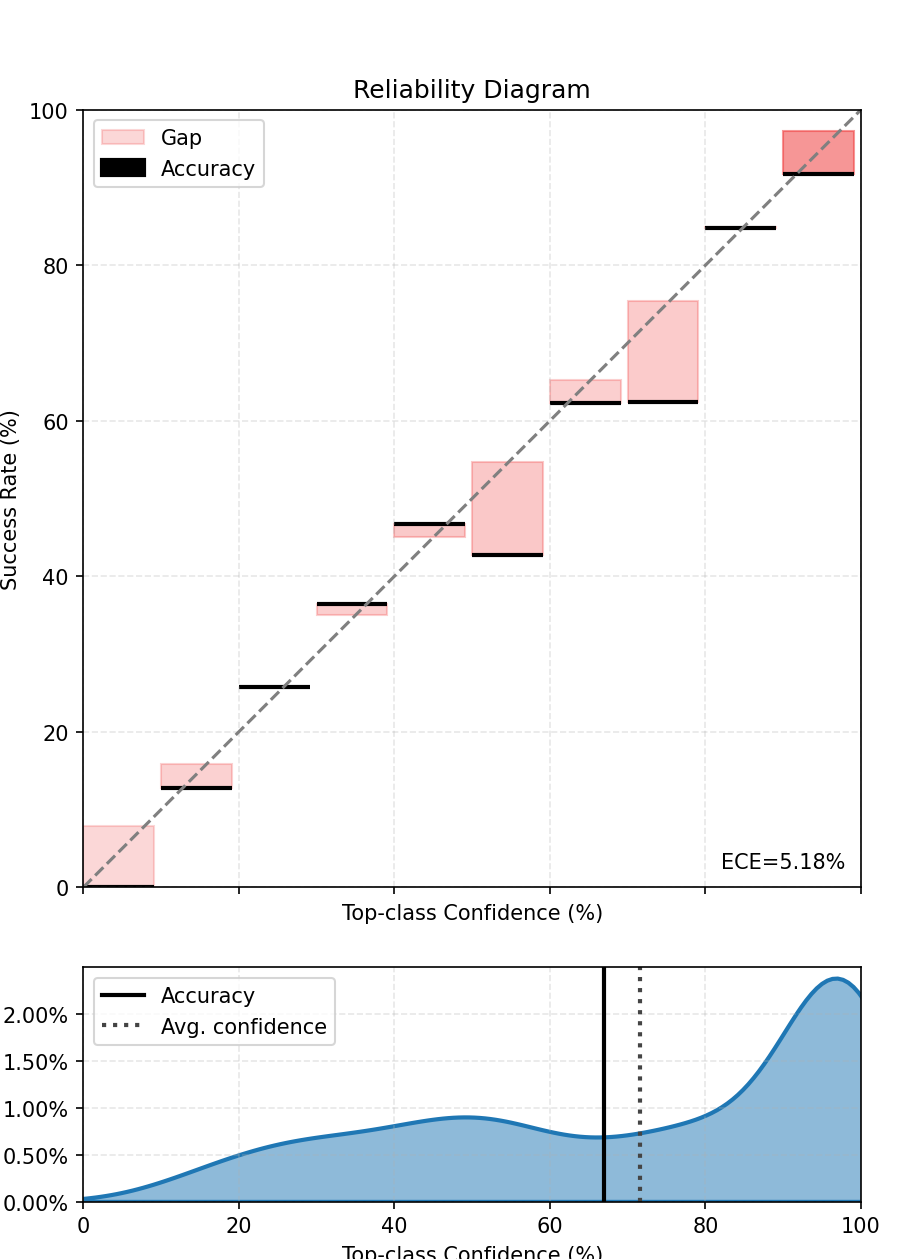 Reliability Diagram
100
80
60
40
20
0
Success Rate (%)
Gap
Accuracy
ECE=5.18%
Top-class Confidence (%)
2.00%
1.50%
1.00%
0.50%
0.00%
Accuracy
Avg. confidence
0 20 40 60 80 100
Top-class Confidence (%)